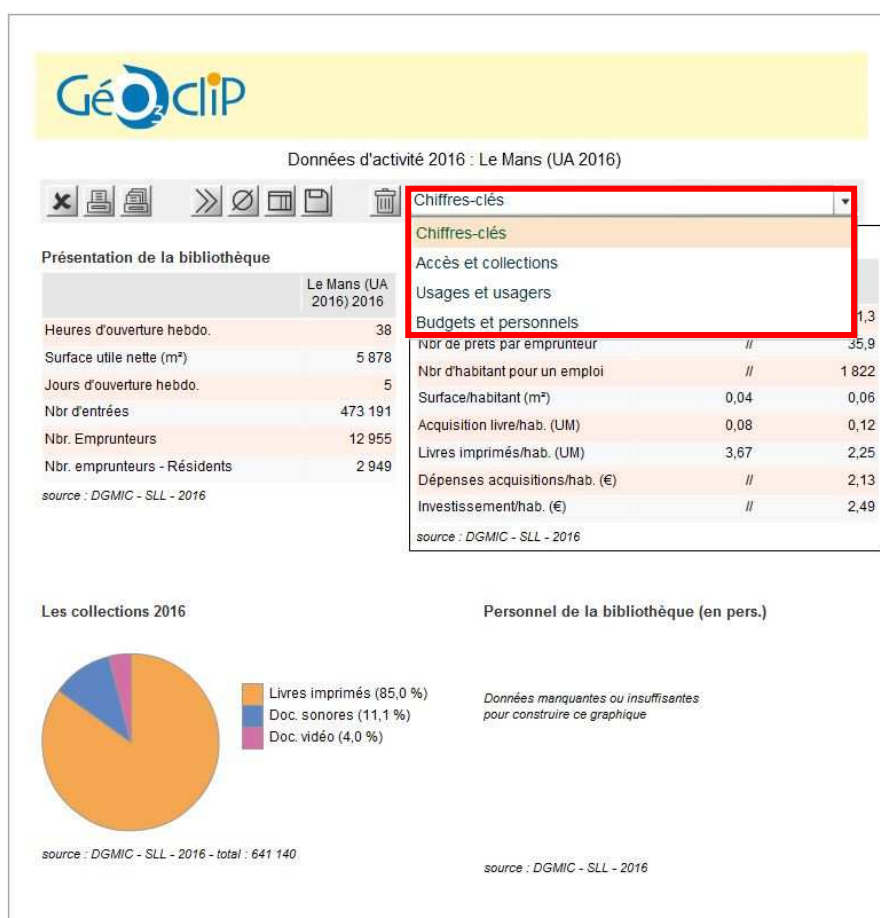 GéO3cliP
Données d'activité 2016 : Le Mans (UA 2016)
Chiffres-clés
Chiffres-clés
Accès et collections
Usages et usagers
Budgets et personnels
Présentation de la bibliothèque
Le Mans (UA
2016) 2016
Heures d'ouverture hebdo. 38
Surface utile nette (m²) 5 878
Jours d'ouverture hebdo. 5
Nbr d'entrées 473 191
Nbr. Emprunteurs 12 955
Nbr. emprunteurs - Résidents 2 949
source : DGMIC - SLL - 2016
1,3
Nbr de prêts par emprunteur // 35,9
Nbr d'habitant pour un emploi // 1 822
Surface/habitant (m²) 0,04 0,06
Acquisition livre/hab. (UM) 0,08 0,12
Livres imprimés/hab. (UM) 3,67 2,25
Dépenses acquisitions/hab. (€) // 2,13
Investissement/hab. (€) // 2,49
source : DGMIC - SLL - 2016
Les collections 2016
Livres imprimés (85,0 %)
Doc. sonores (11,1 %)
Doc. vidéo (4,0 %)
source : DGMIC - SLL - 2016 - total : 641 140
Personnel de la bibliothèque (en pers.)
Données manquantes ou insuffisantes
pour construire ce graphique
source : DGMIC - SLL - 2016